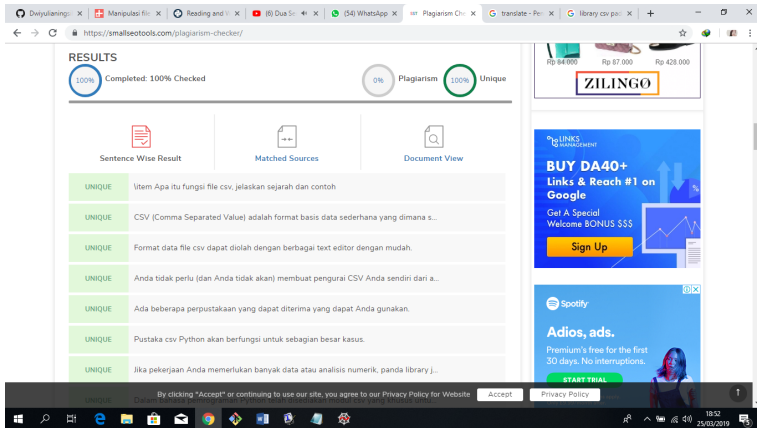 Dwiyulianings
Manipulasi file
Reading and W
(6) Dua Se
(54) WhatsApp
Plagiarism Che
translate - Pen
library csv pad
https://smallseotools.com/plagiarism-checker/
RESULTS
100%
Completed: 100% Checked
0%
Plagiarism
100%
Unique
Sentence Wise Result
Matched Sources
Document View
UNIQUE \item Apa itu fungsi file csv, jelaskan sejarah dan contoh
UNIQUE CSV (Comma Separated Value) adalah format basis data sederhana yang dimana s...
UNIQUE Format data file csv dapat diolah dengan berbagai text editor dengan mudah.
UNIQUE Anda tidak perlu (dan Anda tidak akan) membuat pengurai CSV Anda sendiri dari a...
UNIQUE Ada beberapa perpustakaan yang dapat diterima yang dapat Anda gunakan.
UNIQUE Pustaka csv Python akan berfungsi untuk sebagian besar kasus.
UNIQUE Jika pekerjaan Anda memerlukan banyak data atau analisis numerik, panda library j...
Rp 84.000 Rp 87.000 Rp 428.000
ZILINGO
LINKS
MANAGEMENT
BUY DA40+
Links & Reach #1 on
Google
Get A Special
Welcome BONUS $$$
Sign Up
Spotify
Adios, ads.
Premium's free for the first
30 days. No interruptions.
START TRIAL
By clicking "Accept" or continuing to use our site, you agree to our Privacy Policy for Website
Accept
Privacy Policy
18:52
25/03/2019